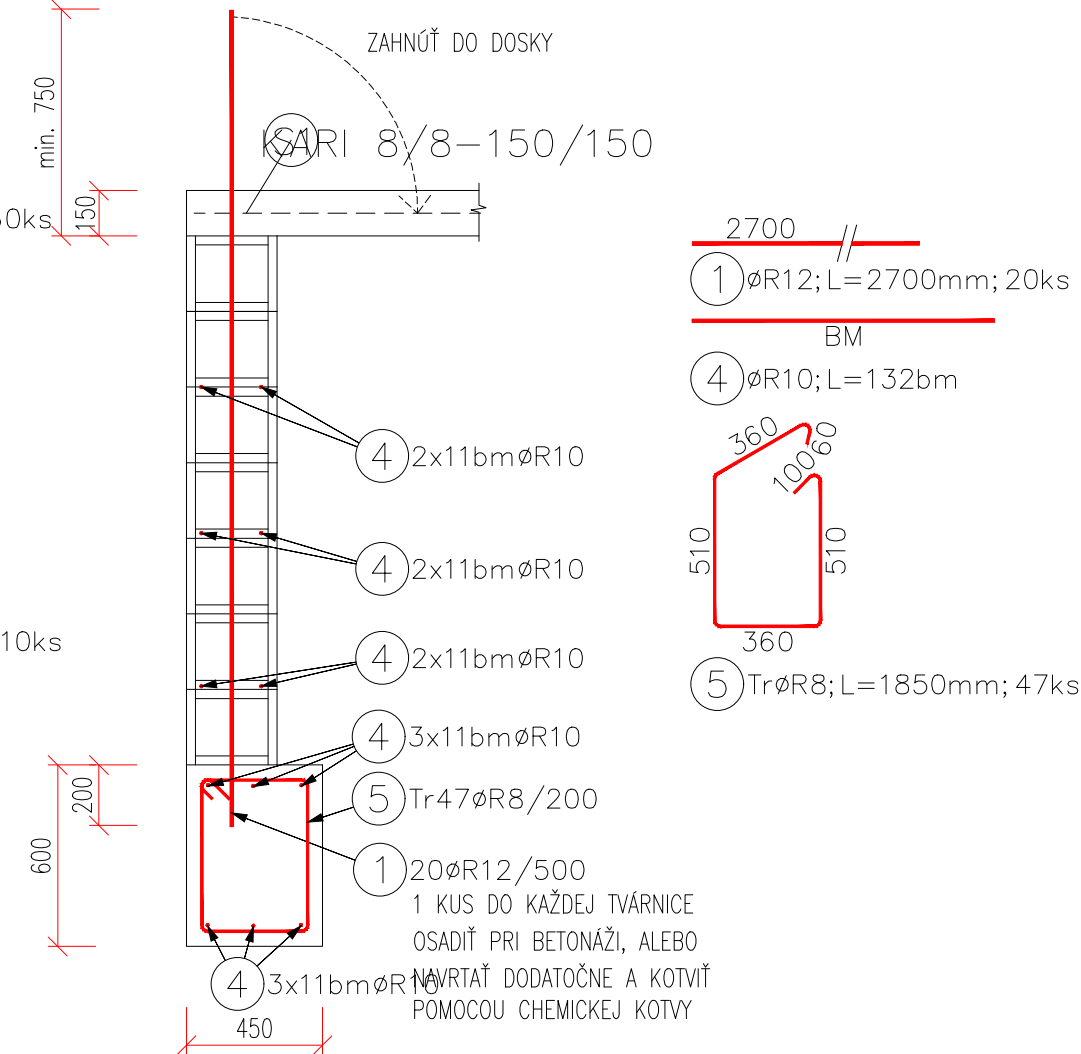 ZAHNÚŤ DO DOSKY
min. 750
KSARI 8/8-150/150
150
0ks
2700
1 øR12; L=2700mm; 20ks
BM
4 øR10; L=132bm
360
60
100
4 2x11bmøR10
510
510
4 2x11bmøR10
360
10ks
4 2x11bmøR10
5 TrøR8; L=1850mm; 47ks
4 3x11bmøR10
200
5 Tr47øR8/200
600
1 20øR12/500
1 KUS DO KAŽDEJ TVÁRNICE
OSADIŤ PRI BETONÁŽI, ALEBO
NAVRTAŤ DODATOČNE A KOTVIŤ
POMOCOU CHEMICKEJ KOTVY
4 3x11bmøR10
450